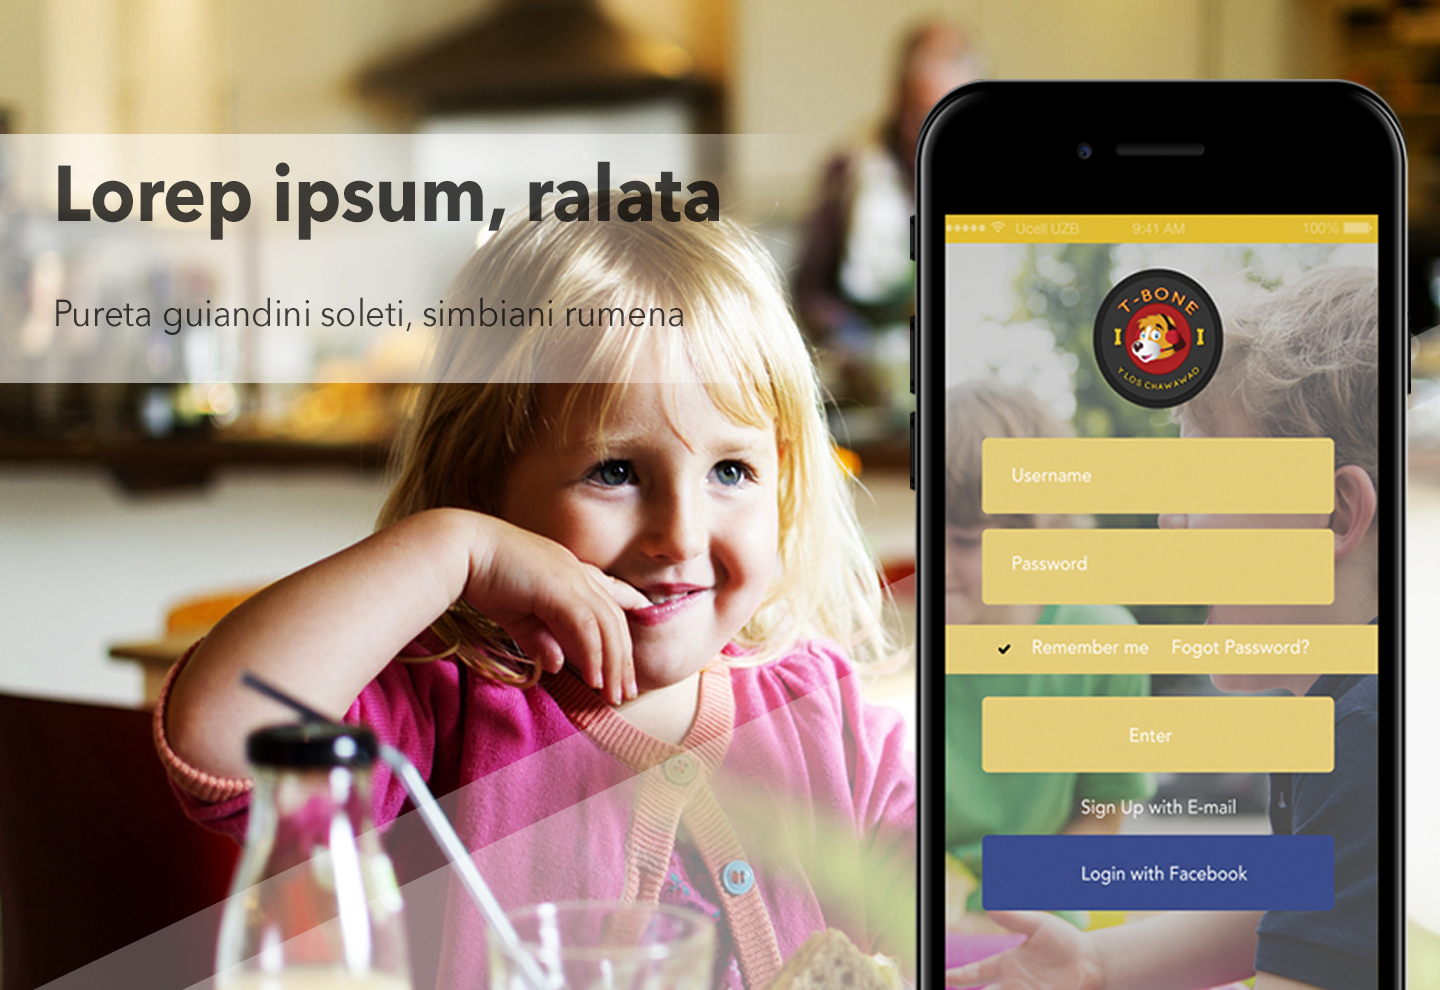 Lorep ipsum, ralata
Pureta guiandini soleti, simbiani rumena
Ucell UZB 9:41 AM 100%
T-BONE
Y LOS CHAWAWAO
Username
Password
Remember me Fogot Password?
Enter
Sign Up with E-mail
Login with Facebook